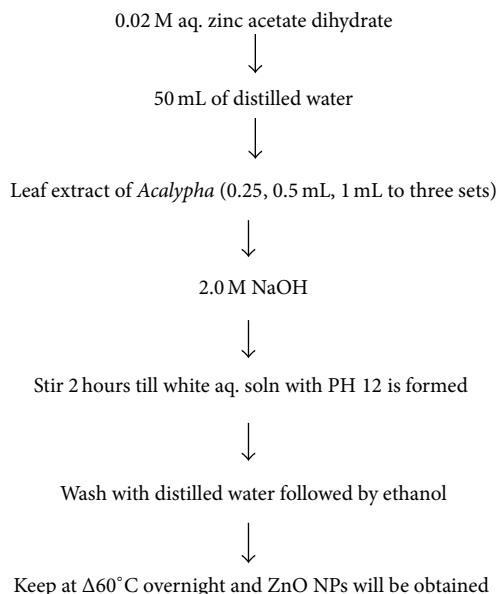 0.02 M aq. zinc acetate dihydrate
50 mL of distilled water
Leaf extract of Acalypha (0.25, 0.5 mL, 1 mL to three sets)
2.0 M NaOH
Stir 2 hours till white aq. soln with PH 12 is formed
Wash with distilled water followed by ethanol
Keep at Δ60°C overnight and ZnO NPs will be obtained